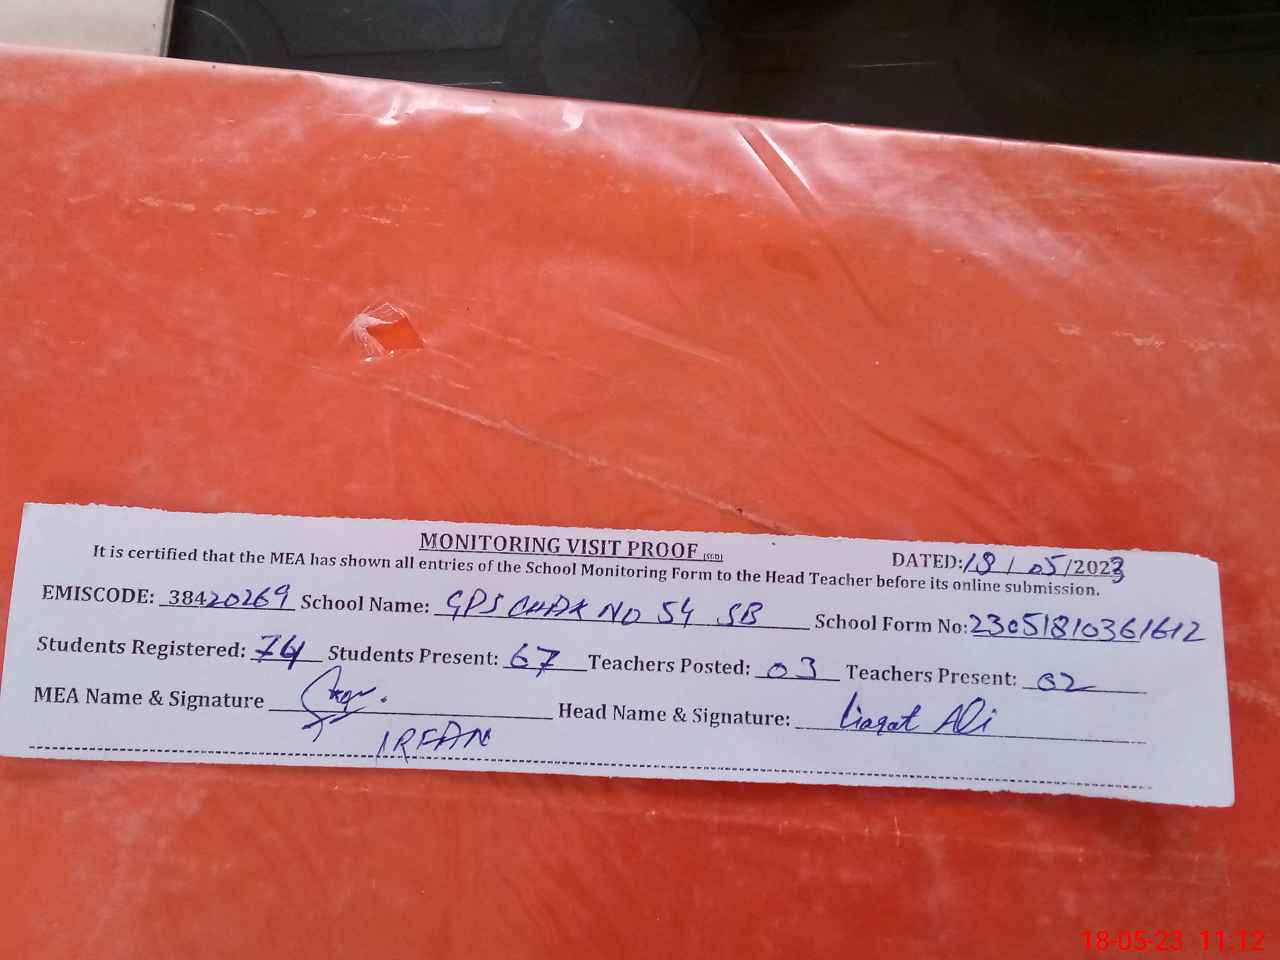 MONITORING VISIT PROOF (SGD)
DATED: 18 / 05 / 2023
It is certified that the MEA has shown all entries of the School Monitoring Form to the Head Teacher before its online submission.
EMISCODE: 38420269 School Name: GPS CHAK NO 54 SB School Form No: 23051810361612
Students Registered: 74 Students Present: 67 Teachers Posted: 03 Teachers Present: 02
MEA Name & Signature Head Name & Signature: Liaqat Ali
IRFAN
18-05-23 11:12